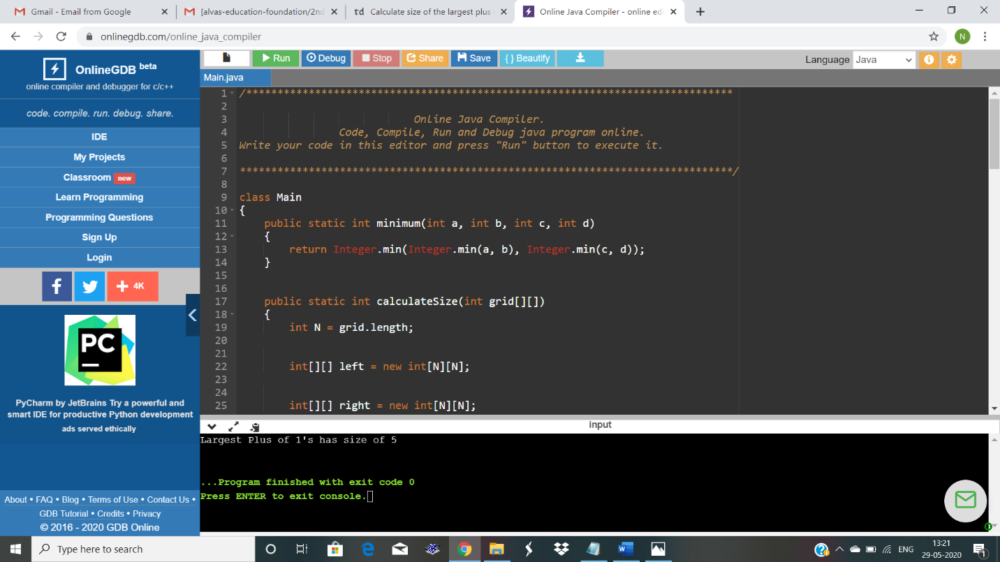 Gmail - Email from Google
[alvas-education-foundation/2nd
td Calculate size of the largest plus
Online Java Compiler - online ed
onlinegdb.com/online_java_compiler
N
OnlineGDB beta
online compiler and debugger for c/c++
code. compile. run. debug. share.
IDE
My Projects
Classroom new
Learn Programming
Programming Questions
Sign Up
Login
4K
PC
PyCharm by JetBrains Try a powerful and
smart IDE for productive Python development
ads served ethically
About • FAQ • Blog • Terms of Use • Contact Us •
GDB Tutorial • Credits • Privacy
© 2016 - 2020 GDB Online
Run Debug Stop Share Save { } Beautify
Language Java
Main.java
1 /******************************************************************************
2
3 Online Java Compiler.
4 Code, Compile, Run and Debug java program online.
5 Write your code in this editor and press "Run" button to execute it.
6
7 *******************************************************************************/
8
9 class Main
10 {
11 public static int minimum(int a, int b, int c, int d)
12 {
13 return Integer.min(Integer.min(a, b), Integer.min(c, d));
14 }
15
16
17 public static int calculateSize(int grid[][])
18 {
19 int N = grid.length;
20
21
22 int[][] left = new int[N][N];
23
24
25 int[][] right = new int[N][N];
input
Largest Plus of 1's has size of 5
...Program finished with exit code 0
Press ENTER to exit console.
Type here to search
ENG
13:21
29-05-2020
1